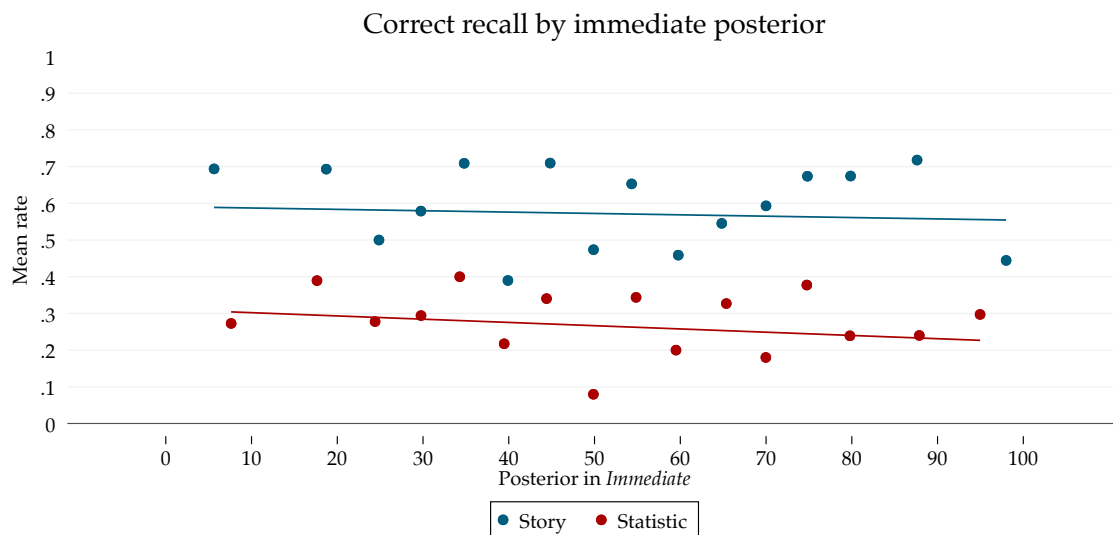 Correct recall by immediate posterior
1
.9
.8
.7
.6
.5
.4
.3
.2
.1
0
Mean rate
0 10 20 30 40 50 60 70 80 90 100
Posterior in Immediate
Story Statistic